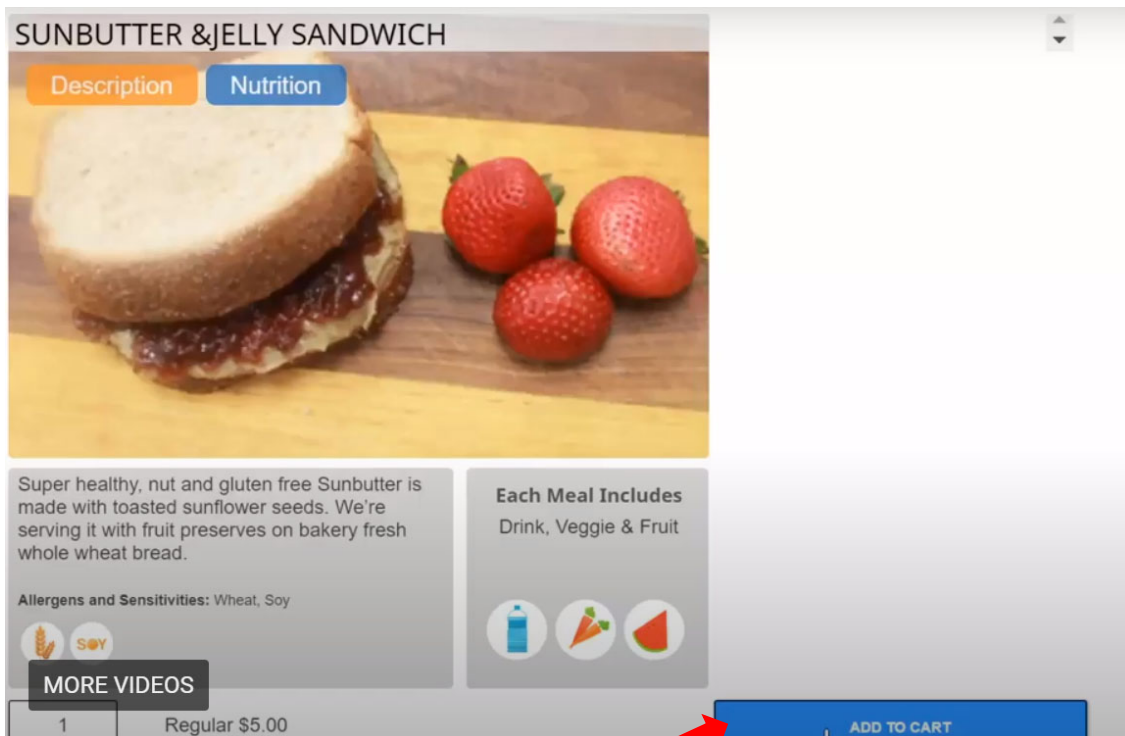 SUNBUTTER &JELLY SANDWICH
Description
Nutrition
Super healthy, nut and gluten free Sunbutter is
made with toasted sunflower seeds. We're
serving it with fruit preserves on bakery fresh
whole wheat bread.
Allergens and Sensitivities: Wheat, Soy
SOY
Each Meal Includes
Drink, Veggie & Fruit
MORE VIDEOS
1
Regular $5.00
ADD TO CART